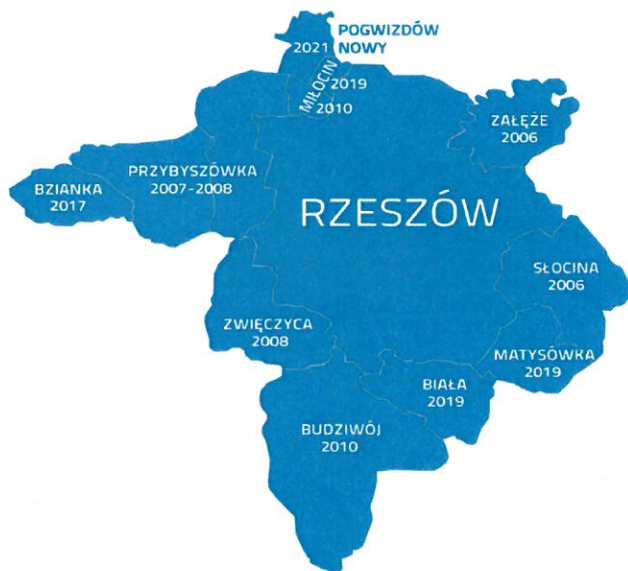 POGWIZDÓW
NOWY
2021
MIŁOCIN
2019
2010
ZAŁĘŻE
2006
PRZYBYSZÓWKA
2007-2008
BZIANKA
2017
RZESZÓW
SŁOCINA
2006
ZWIĘCZYCA
2008
MATYSÓWKA
2019
BIAŁA
2019
BUDZIWÓJ
2010